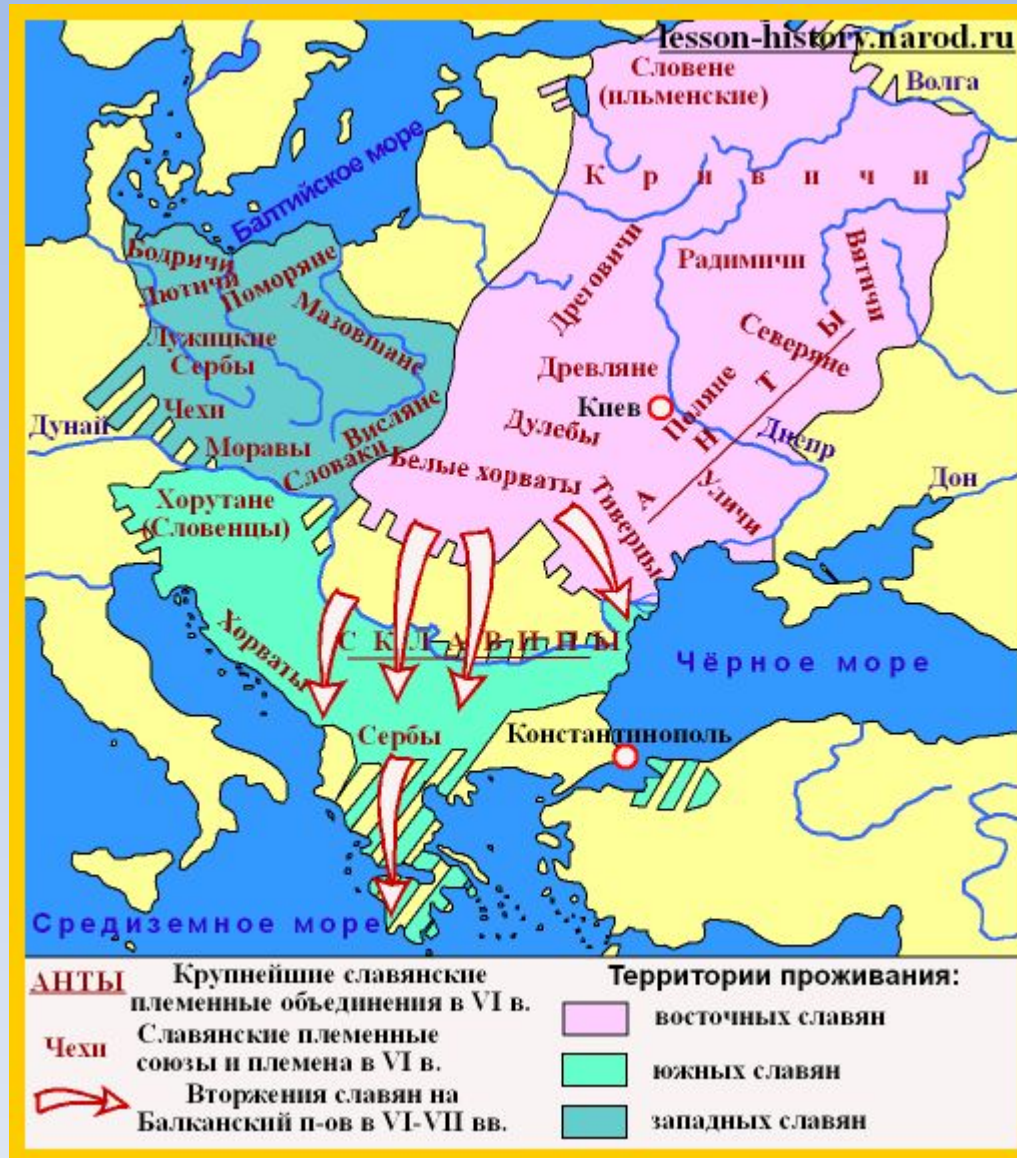 lesson-history.narod.ru
Словене
(ильменские)
Волга
Балтийское море
Кривичи
Бодричи
Лютичи
Поморяне
Мазовшане
Дреговичи
Радимичи
Вятичи
Лужицкие
Сербы
Северяне
Древляне
Киев
Поляне
АНТЫ
Чехи
Дунай
Моравы
Висляне
Словаки
Дулебы
Днепр
Белые хорваты
Уличи
Дон
Хорутане
(Словенцы)
Тиверцы
Хорваты
СКЛАВИНЫ
Чёрное море
Сербы
Константинополь
Средиземное море
АНТЫ
Крупнейшие славянские
племенные объединения в VI в.
Чехи
Славянские племенные
союзы и племена в VI в.
Вторжения славян на
Балканский п-ов в VI-VII вв.
Территории проживания:
восточных славян
южных славян
западных славян